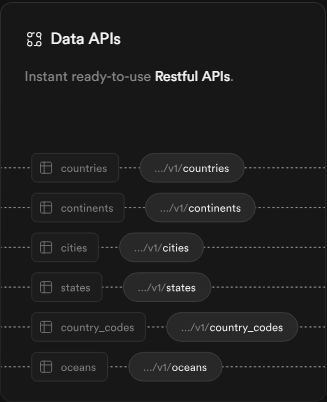 Data APIs
Instant ready-to-use Restful APIs.
countries .../v1/countries
continents .../v1/continents
cities .../v1/cities
states .../v1/states
country_codes .../v1/country_codes
oceans .../v1/oceans